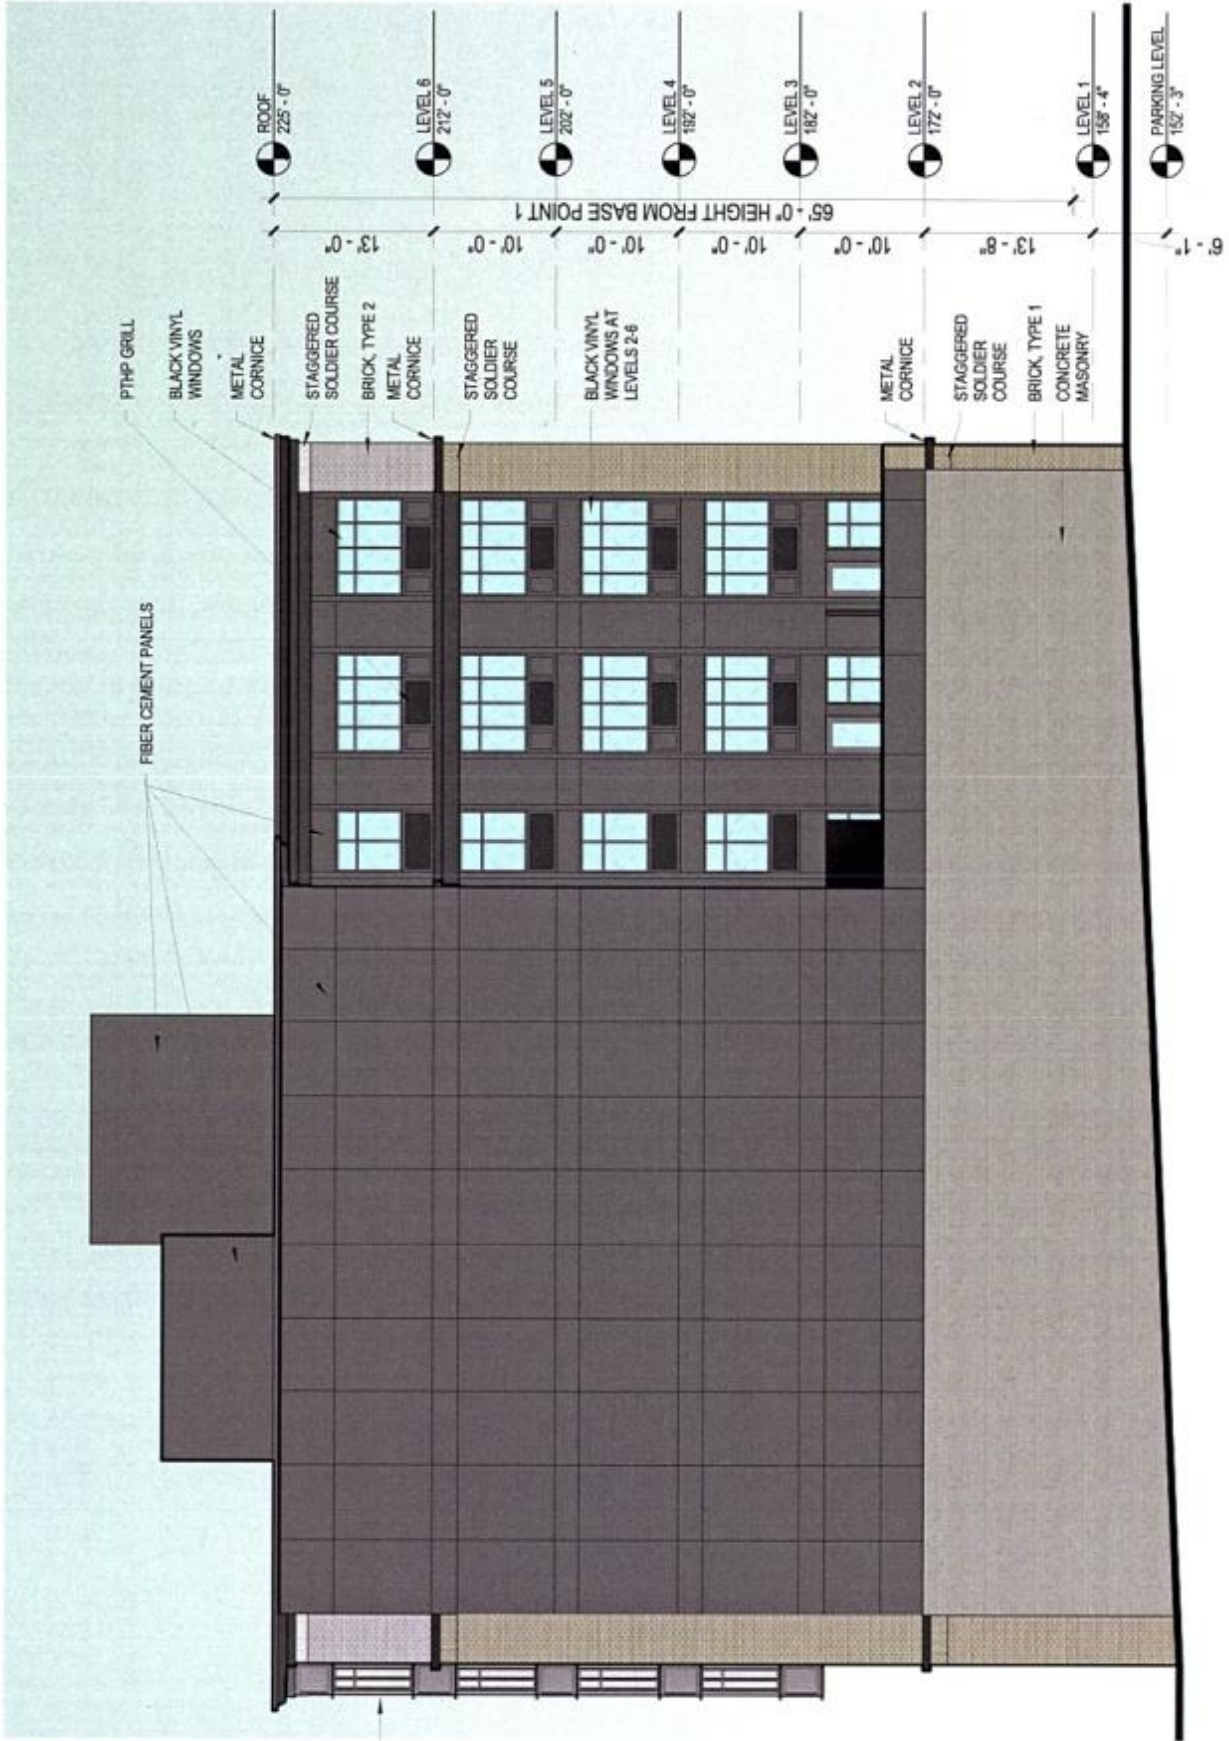 FIBER CEMENT PANELS
PTHP GRILL
BLACK VINYL
WINDOWS
METAL
CORNICE
STAGGERED
SOLDIER COURSE
BRICK, TYPE 2
METAL
CORNICE
STAGGERED
SOLDIER
COURSE
BLACK VINYL
WINDOWS AT
LEVELS 2-6
METAL
CORNICE
STAGGERED
SOLDIER
COURSE
BRICK, TYPE 1
CONCRETE
MASONRY
13' - 0"
10' - 0"
10' - 0"
10' - 0"
10' - 0"
13' - 8"
6' - 1"
65' - 0" HEIGHT FROM BASE POINT 1
ROOF
225' - 0"
LEVEL 6
212' - 0"
LEVEL 5
202' - 0"
LEVEL 4
192' - 0"
LEVEL 3
182' - 0"
LEVEL 2
172' - 0"
LEVEL 1
158' - 4"
PARKING LEVEL
152' - 3"